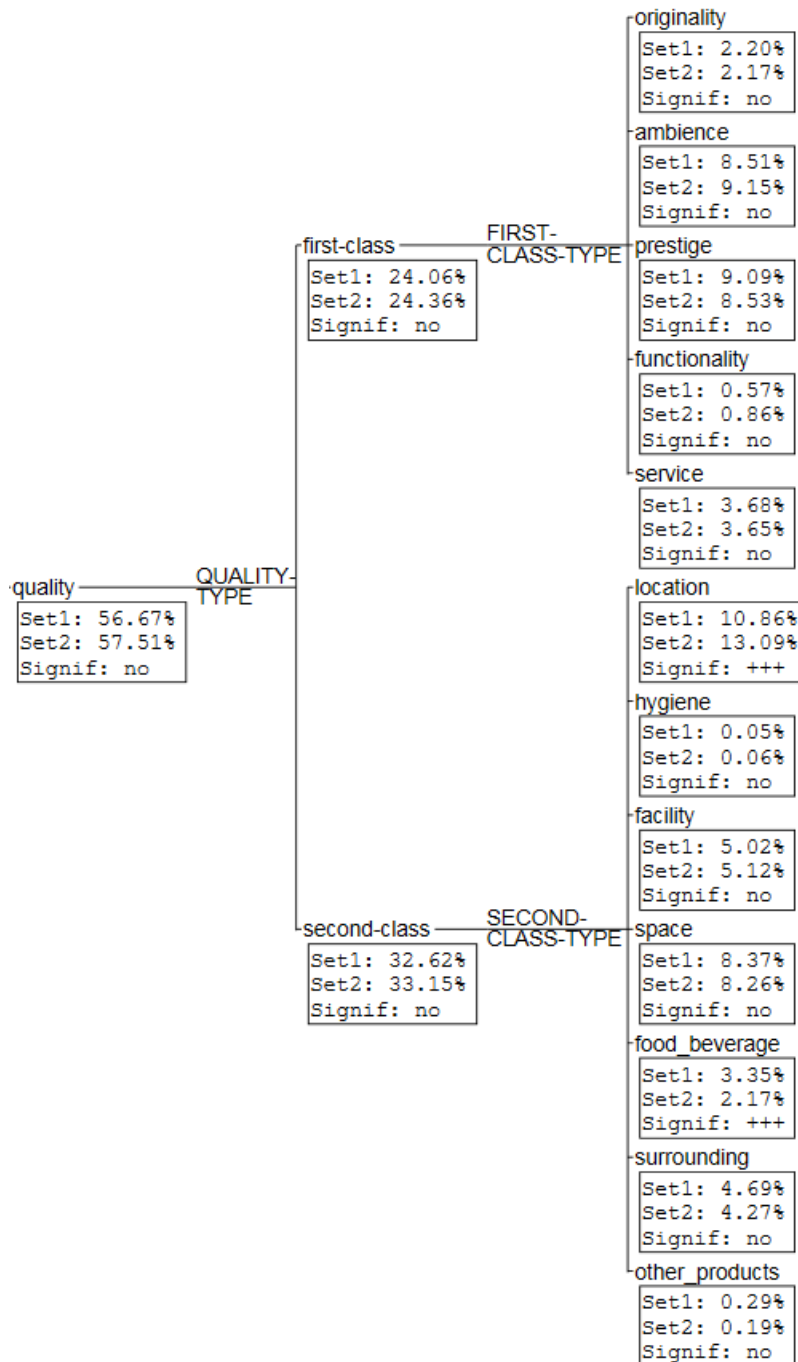 originality
Set1: 2.20%
Set2: 2.17%
Signif: no
ambience
Set1: 8.51%
Set2: 9.15%
Signif: no
first-class
FIRST-
CLASS-TYPE
prestige
Set1: 24.06%
Set2: 24.36%
Signif: no
Set1: 9.09%
Set2: 8.53%
Signif: no
functionality
Set1: 0.57%
Set2: 0.86%
Signif: no
service
Set1: 3.68%
Set2: 3.65%
Signif: no
quality
QUALITY-
TYPE
Set1: 56.67%
Set2: 57.51%
Signif: no
location
Set1: 10.86%
Set2: 13.09%
Signif: +++
hygiene
Set1: 0.05%
Set2: 0.06%
Signif: no
facility
Set1: 5.02%
Set2: 5.12%
Signif: no
second-class
SECOND-
CLASS-TYPE
space
Set1: 32.62%
Set2: 33.15%
Signif: no
Set1: 8.37%
Set2: 8.26%
Signif: no
food_beverage
Set1: 3.35%
Set2: 2.17%
Signif: +++
surrounding
Set1: 4.69%
Set2: 4.27%
Signif: no
other_products
Set1: 0.29%
Set2: 0.19%
Signif: no